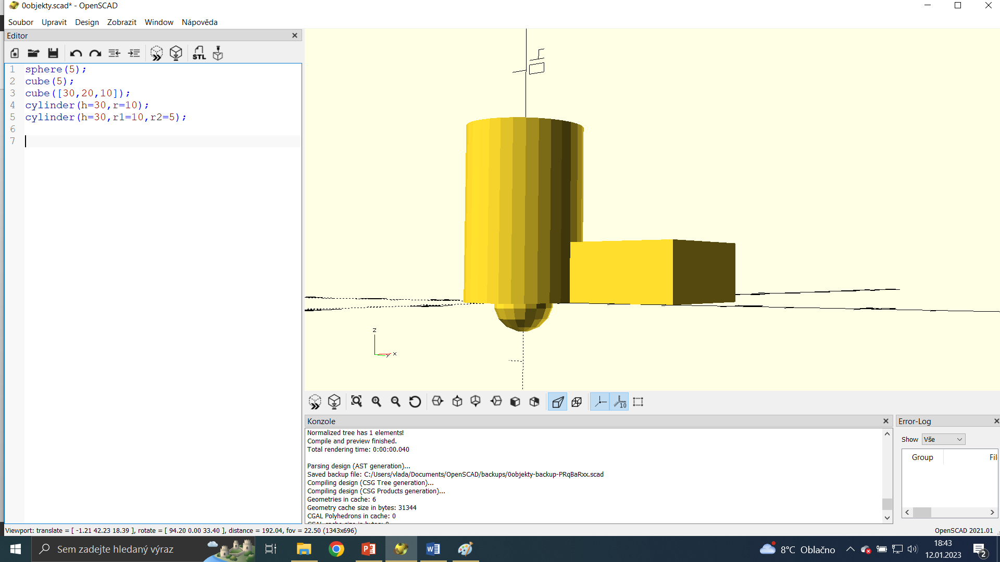 0objekty.scad* - OpenSCAD
Soubor Upravit Design Zobrazit Window Nápověda
Editor
STL
1 sphere(5);
2 cube(5);
3 cube([30,20,10]);
4 cylinder(h=30,r=10);
5 cylinder(h=30,r1=10,r2=5);
6
7
z
y x
10
Konzole
Normalized tree has 1 elements!
Compile and preview finished.
Total rendering time: 0:00:00.040
Parsing design (AST generation)...
Saved backup file: C:/Users/vlada/Documents/OpenSCAD/backups/0objekty-backup-PRqBaRxx.scad
Compiling design (CSG Tree generation)...
Compiling design (CSG Products generation)...
Geometries in cache: 6
Geometry cache size in bytes: 31344
CGAL Polyhedrons in cache: 0
CGAL cache size in bytes: 0
Error-Log
Show Vše
Group Fil
Viewport: translate = [ -1.21 42.23 18.39 ], rotate = [ 94.20 0.00 33.40 ], distance = 192.04, fov = 22.50 (1343x696)
OpenSCAD 2021.01
Sem zadejte hledaný výraz
8°C Oblačno
18:43
12.01.2023
2